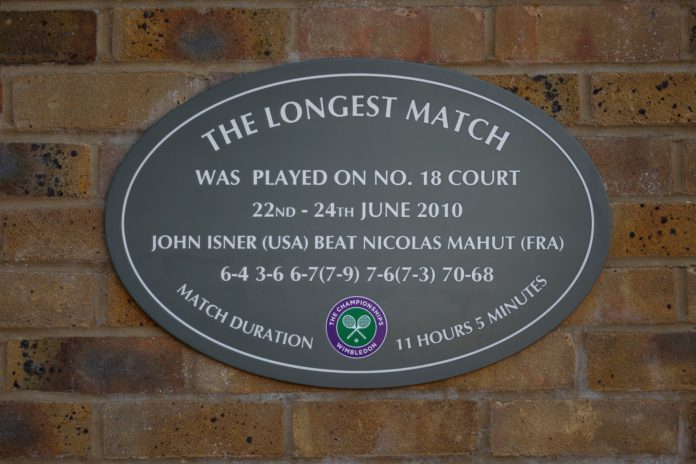 THE LONGEST MATCH
WAS PLAYED ON NO. 18 COURT
22ND - 24TH JUNE 2010
JOHN ISNER (USA) BEAT NICOLAS MAHUT (FRA)
6-4 3-6 6-7(7-9) 7-6(7-3) 70-68
MATCH DURATION 11 HOURS 5 MINUTES
THE CHAMPIONSHIPS
WIMBLEDON